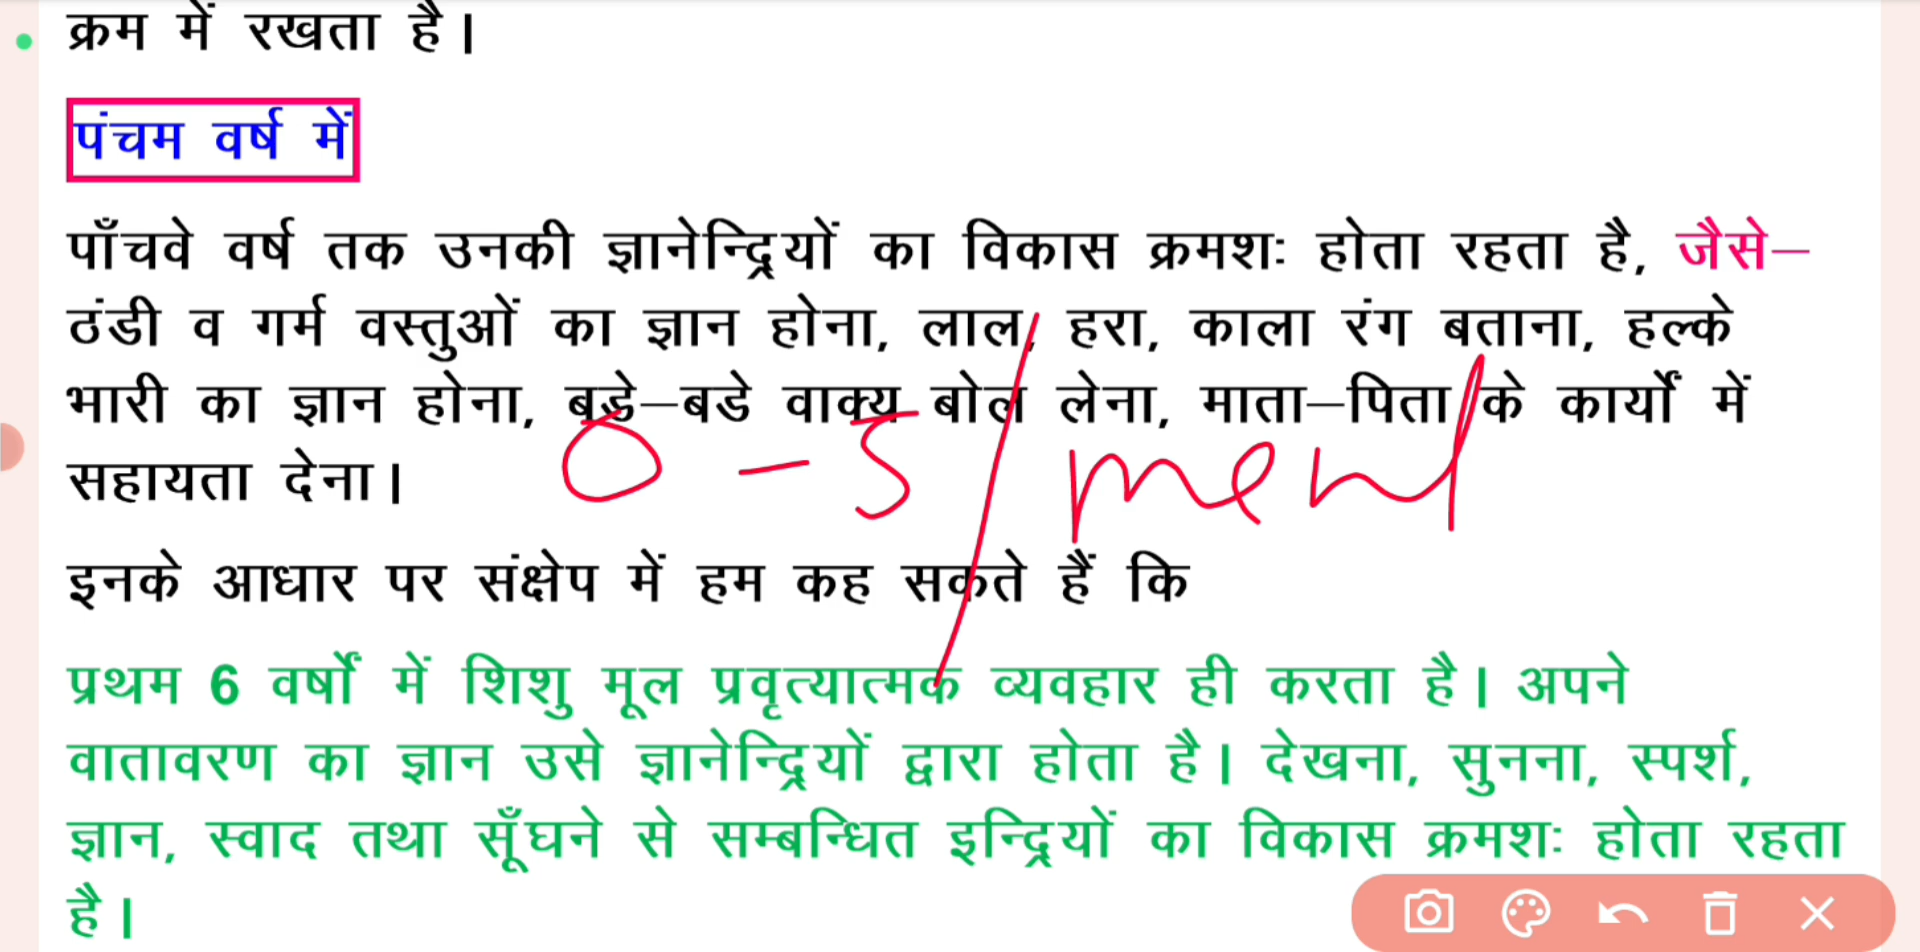 क्रम में रखता है।
पंचम वर्ष में
पाँचवे वर्ष तक उनकी ज्ञानेन्द्रियों का विकास क्रमशः होता रहता है, जैसे–
ठंडी व गर्म वस्तुओं का ज्ञान होना, लाल, हरा, काला रंग बताना, हल्के
भारी का ज्ञान होना, बड़े–बडे वाक्य बोल लेना, माता–पिता के कार्यों में
सहायता देना।
0 – 5 / menl
इनके आधार पर संक्षेप में हम कह सकते हैं कि
प्रथम 6 वर्षों में शिशु मूल प्रवृत्यात्मक व्यवहार ही करता है। अपने
वातावरण का ज्ञान उसे ज्ञानेन्द्रियों द्वारा होता है। देखना, सुनना, स्पर्श,
ज्ञान, स्वाद तथा सूँघने से सम्बन्धित इन्द्रियों का विकास क्रमशः होता रहता
है।